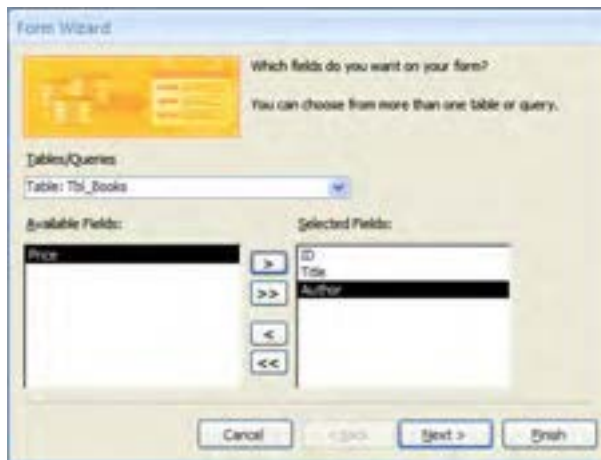 Form Wizard
Which fields do you want on your form?
You can choose from more than one table or query.
Tables/Queries
Table: Tbl_Books
Available Fields:
Selected Fields:
Price
ID
Title
Author
>
>>
<
<<
Cancel
< Back
Next >
Finish